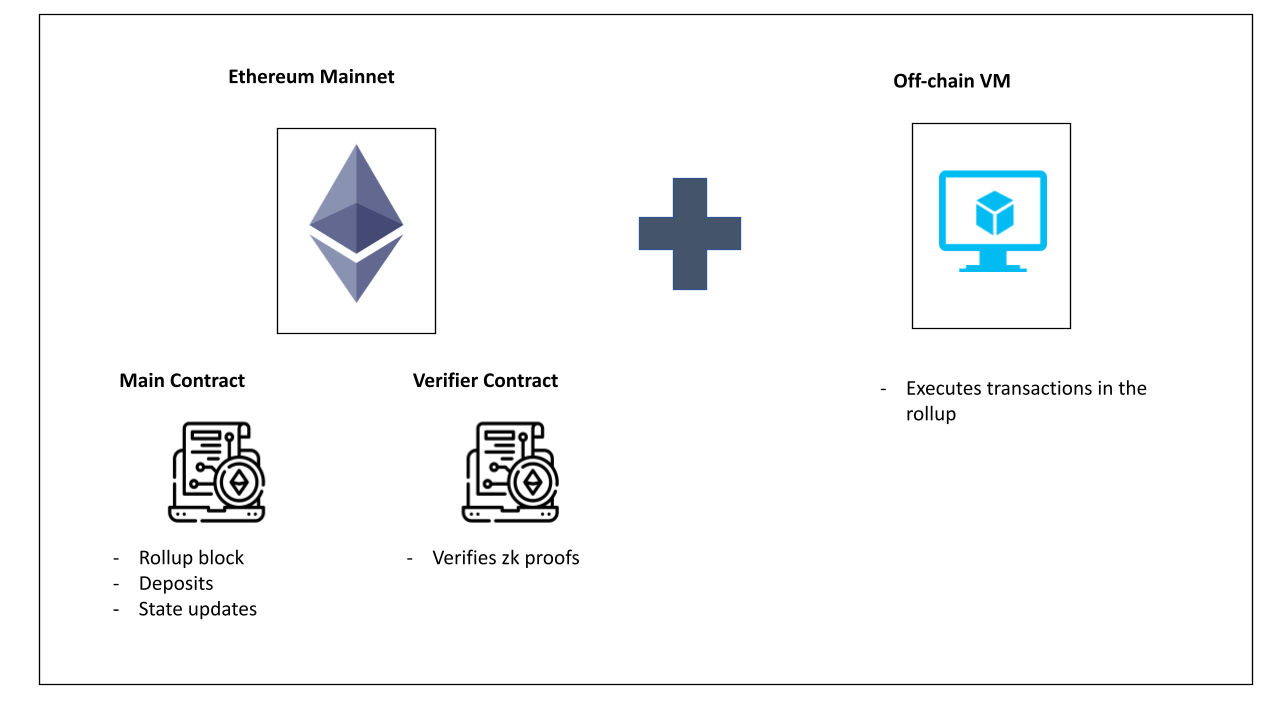 Ethereum Mainnet
Off-chain VM
Main Contract
Verifier Contract
- Executes transactions in the
rollup
- Rollup block
- Deposits
- State updates
- Verifies zk proofs